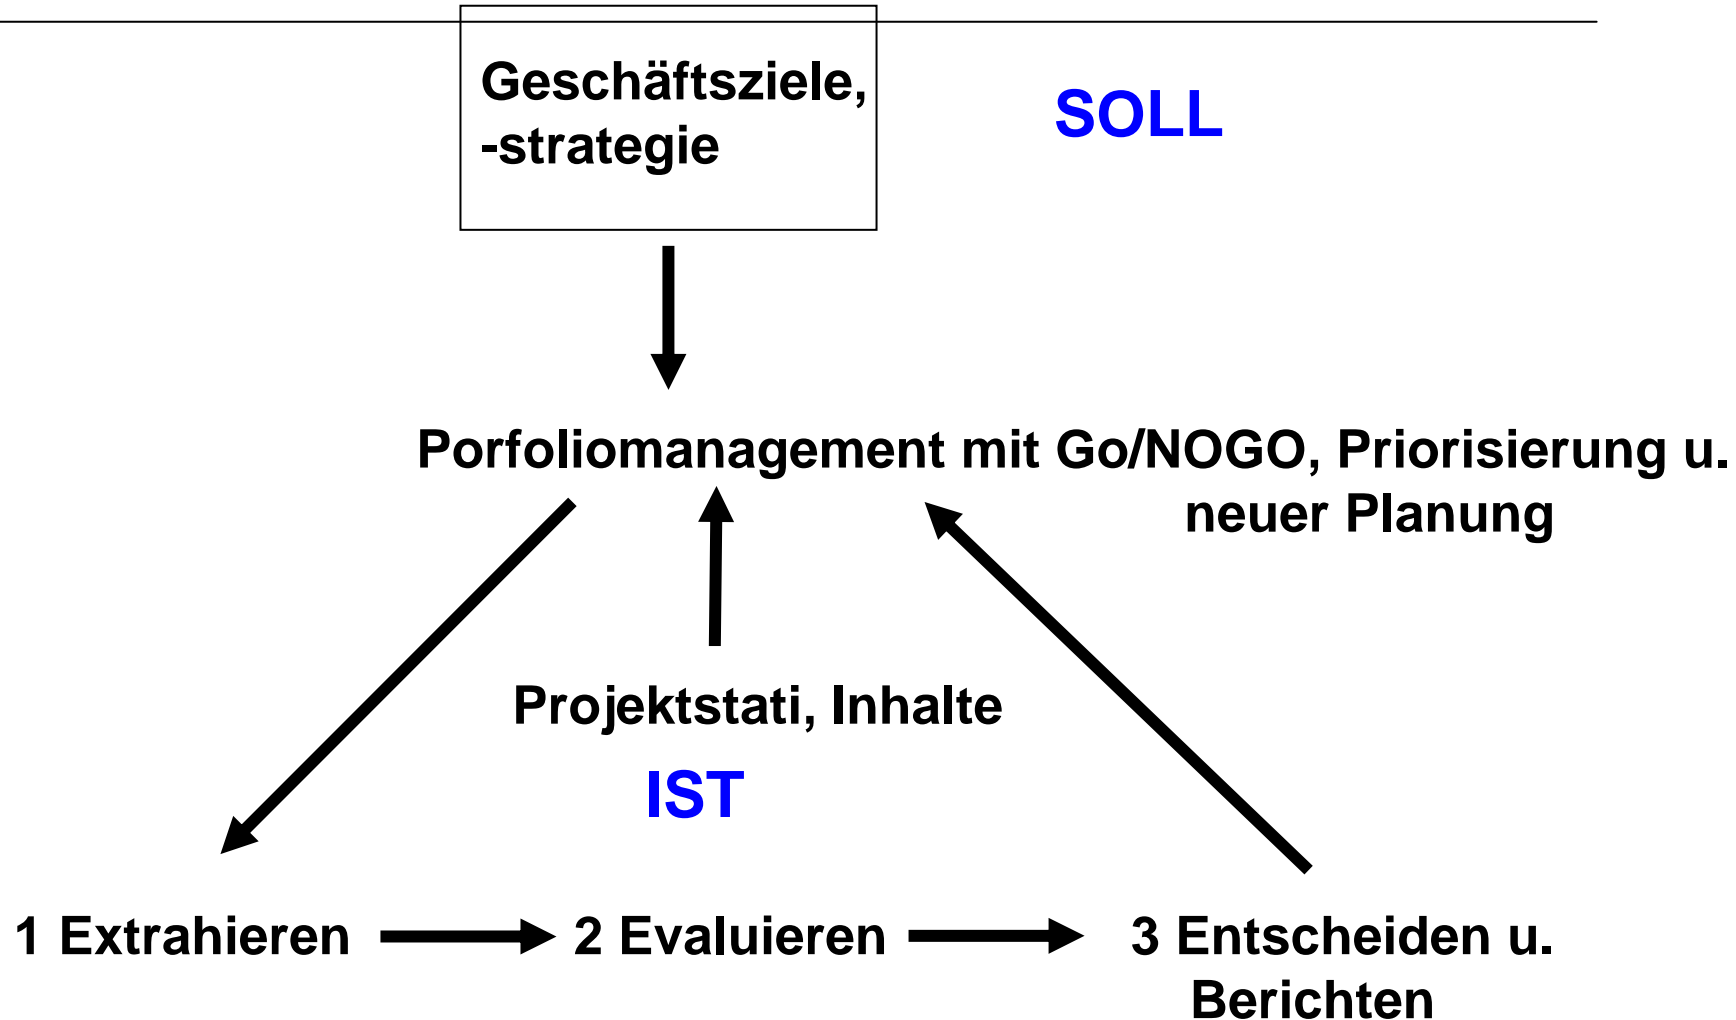 Geschäftsziele,
-strategie
SOLL
Porfoliomanagement mit Go/NOGO, Priorisierung u.
neuer Planung
Projektstati, Inhalte
IST
1 Extrahieren
2 Evaluieren
3 Entscheiden u.
Berichten